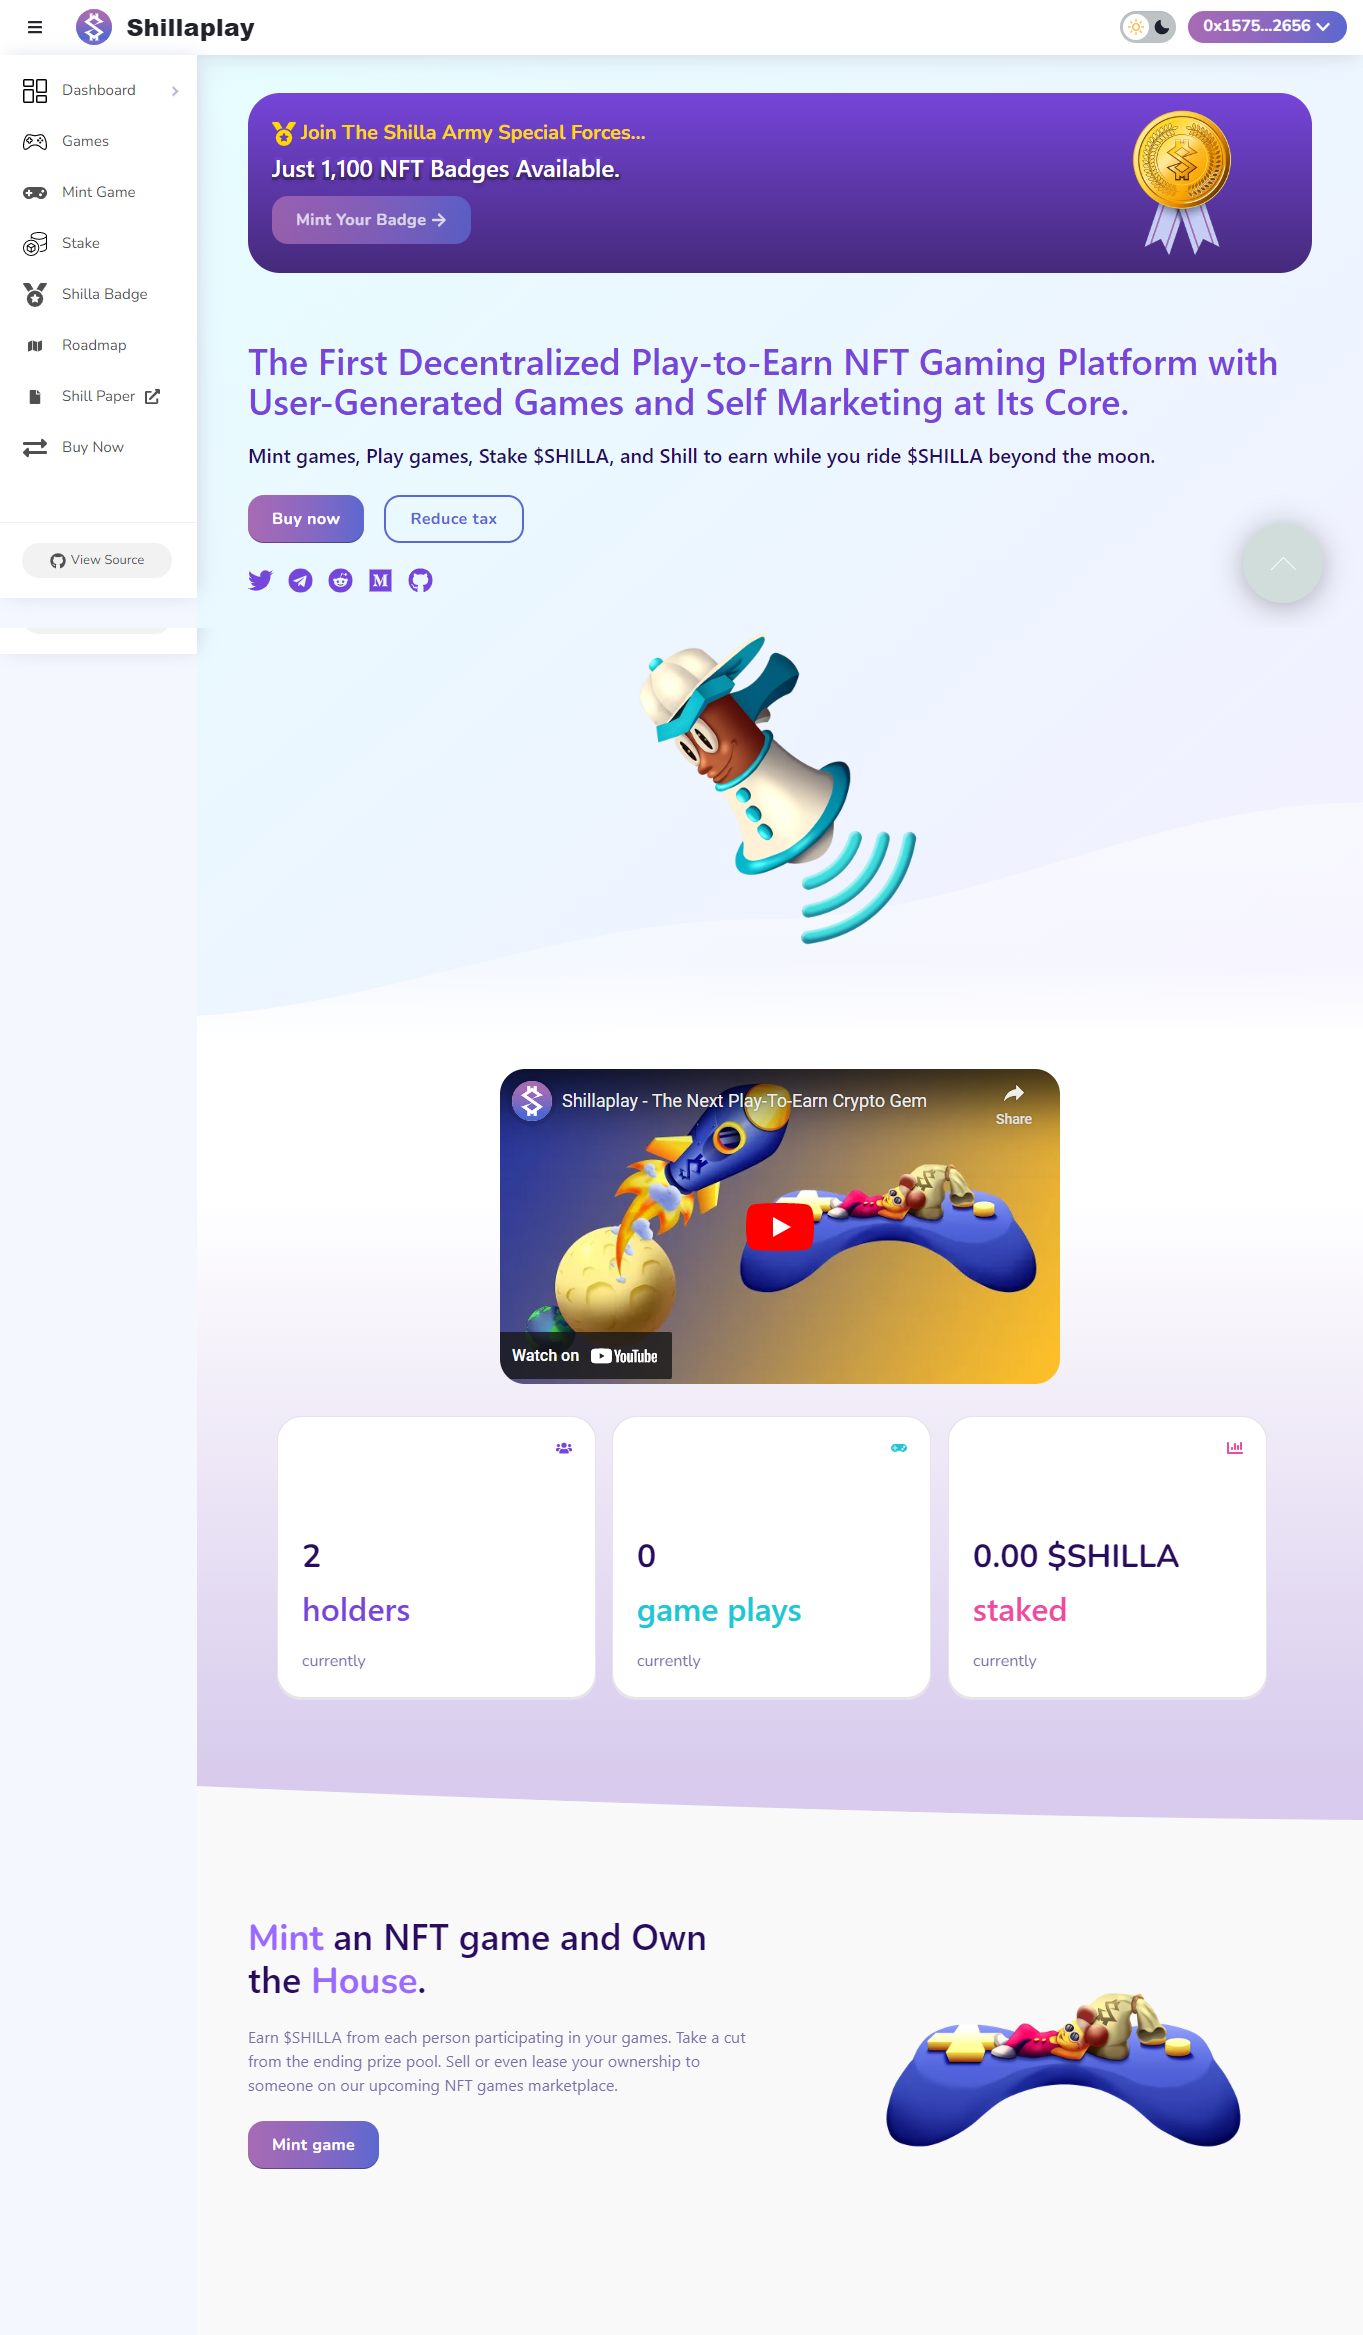 Shillaplay
0x1575...2656
Dashboard
Games
Mint Game
Stake
Shilla Badge
Roadmap
Shill Paper
Buy Now
View Source
Join The Shilla Army Special Forces...
Just 1,100 NFT Badges Available.
Mint Your Badge
The First Decentralized Play-to-Earn NFT Gaming Platform with
User-Generated Games and Self Marketing at Its Core.
Mint games, Play games, Stake $SHILLA, and Shill to earn while you ride $SHILLA beyond the moon.
Buy now
Reduce tax
Shillaplay - The Next Play-To-Earn Crypto Gem
Share
Watch on YouTube
2
holders
currently
0
game plays
currently
0.00 $SHILLA
staked
currently
Mint an NFT game and Own
the House.
Earn $SHILLA from each person participating in your games. Take a cut
from the ending prize pool. Sell or even lease your ownership to
someone on our upcoming NFT games marketplace.
Mint game